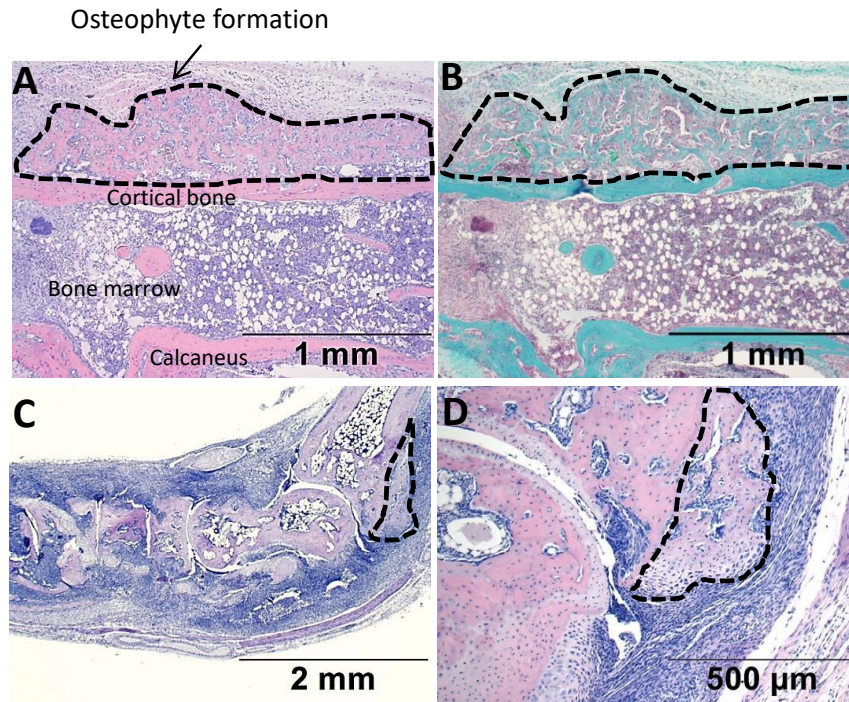 Osteophyte formation
A
B
Cortical bone
Bone marrow
Calcaneus
1 mm
1 mm
C
D
2 mm
500 µm